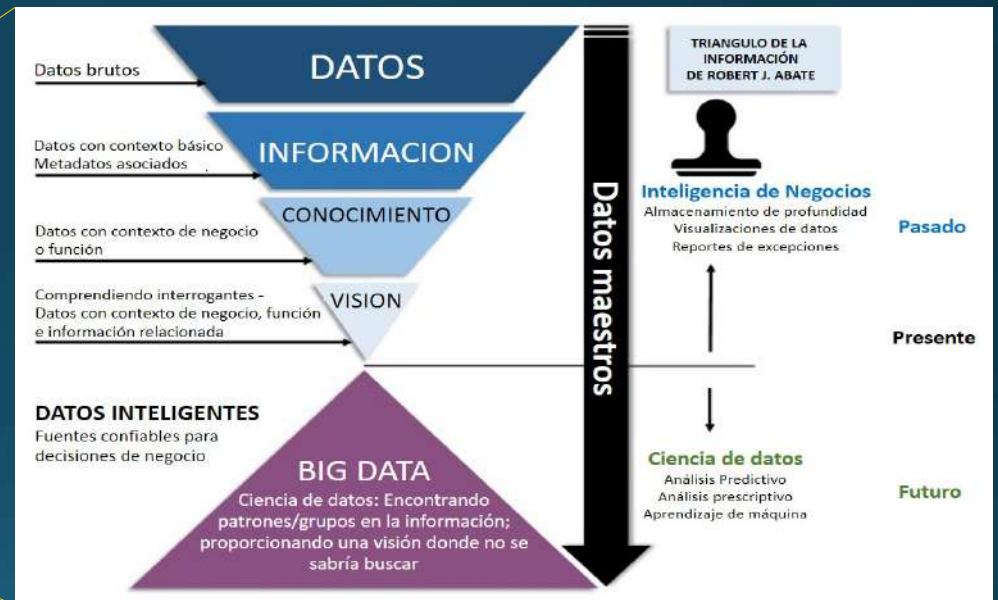 Datos brutos
DATOS
Datos con contexto básico
Metadatos asociados
INFORMACION
Datos con contexto de negocio
o función
CONOCIMIENTO
Comprendiendo interrogantes -
Datos con contexto de negocio, función
e información relacionada
VISION
DATOS INTELIGENTES
Fuentes confiables para
decisiones de negocio
BIG DATA
Ciencia de datos: Encontrando
patrones/grupos en la información;
proporcionando una visión donde no se
sabría buscar
Datos maestros
TRIANGULO DE LA
INFORMACIÓN
DE ROBERT J. ABATE
Inteligencia de Negocios
Almacenamiento de profundidad
Visualizaciones de datos
Reportes de excepciones
Pasado
Presente
Ciencia de datos
Análisis Predictivo
Análisis prescriptivo
Aprendizaje de máquina
Futuro